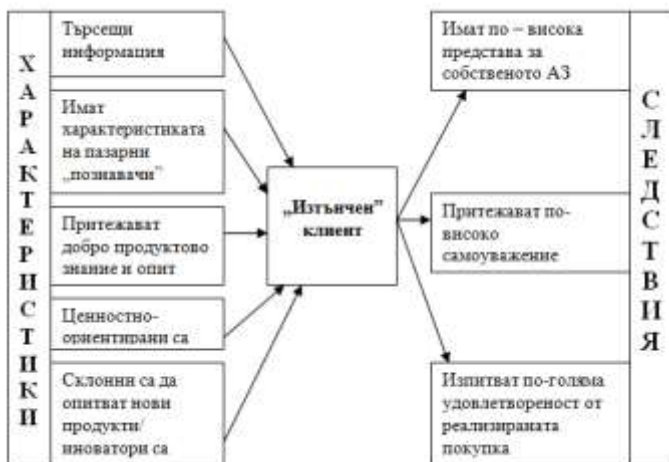 ХАРАКТЕРИСТИКИ
Търсещи
информация
Имат
характеристиката
на пазарни
„познавачи”
Притежават
добро продуктово
знание и опит
Ценностно-
ориентирани са
Склонни са да
опитват нови
продукти/
иноватори са
„Изтънчен”
клиент
Имат по – висока
представа за
собственото АЗ
Притежават по-
високо
самоуважение
Изпитват по-голяма
удовлетвореност от
реализираната
покупка
СЛЕДСТВИЯ